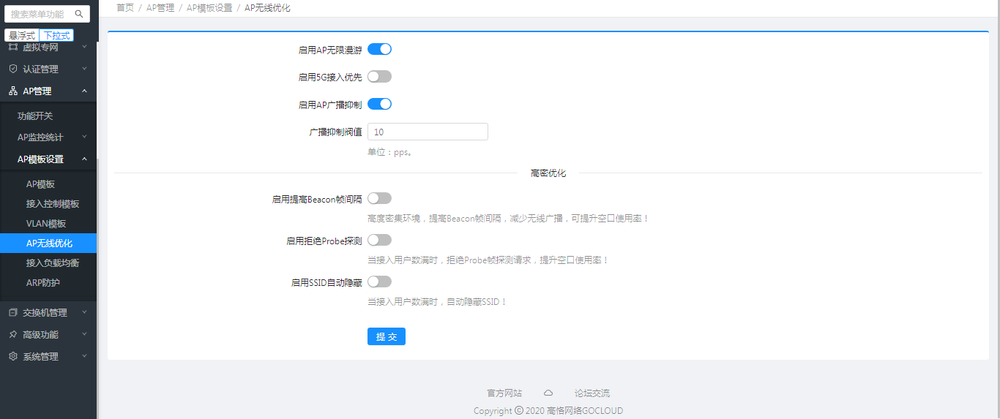 搜索菜单功能
悬浮式 下拉式
虚拟专网
认证管理
AP管理
功能开关
AP监控统计
AP模板设置
AP模板
接入控制模板
VLAN模板
AP无线优化
接入负载均衡
ARP防护
交换机管理
高级功能
系统管理
首页 / AP管理 / AP模板设置 / AP无线优化
启用AP无限漫游
启用5G接入优先
启用AP广播抑制
广播抑制阀值 10
单位：pps。
高密优化
启用提高Beacon帧间隔
高度密集环境，提高Beacon帧间隔，减少无线广播，可提升空口使用率！
启用拒绝Probe探测
当接入用户数满时，拒绝Probe帧探测请求，提升空口使用率！
启用SSID自动隐藏
当接入用户数满时，自动隐藏SSID！
提 交
官方网站 论坛交流
Copyright © 2020 高恪网络GOCLOUD